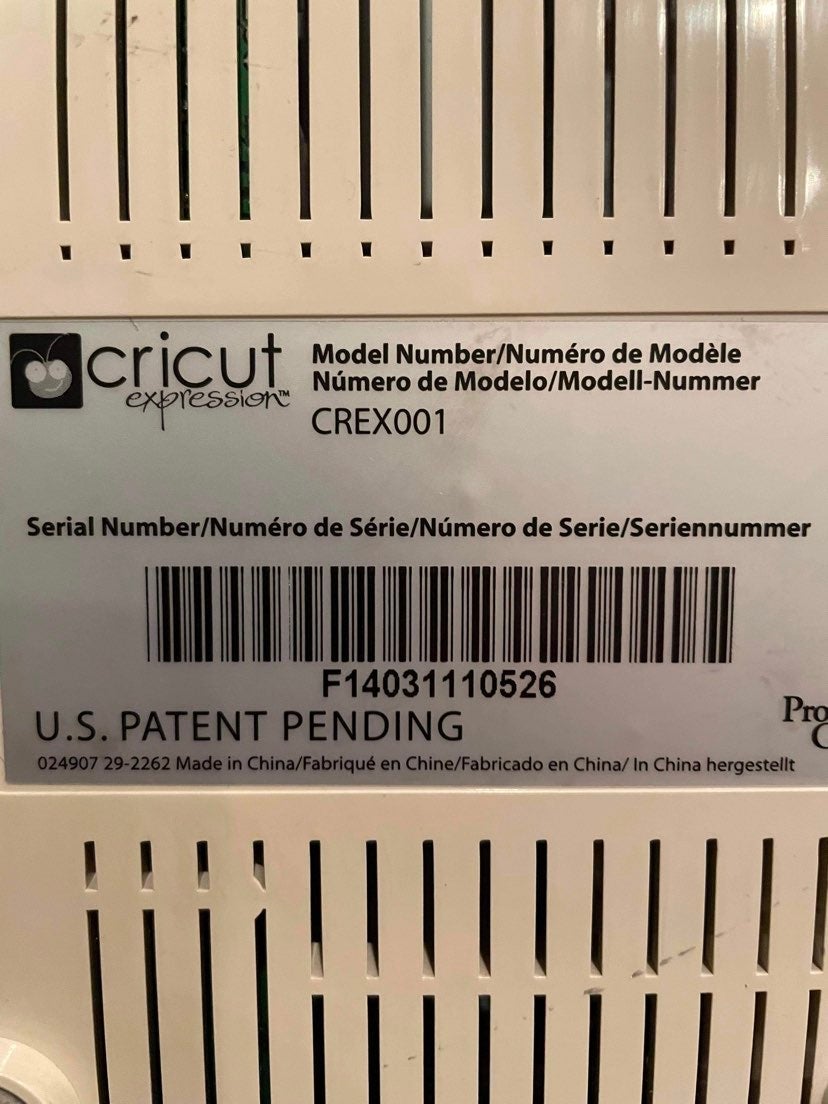 cricut
expression™
Model Number/Numéro de Modèle
Número de Modelo/Modell-Nummer
CREX001
Serial Number/Numéro de Série/Número de Serie/Seriennummer
F14031110526
U.S. PATENT PENDING
Pro
024907 29-2262 Made in China/Fabriqué en Chine/Fabricado en China/ In China hergestellt